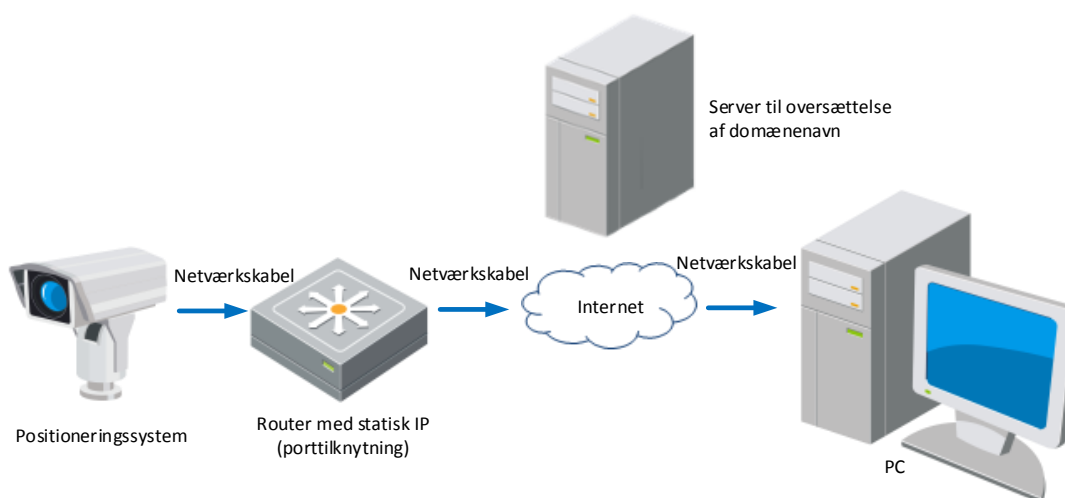 Server til oversættelse
af domænenavn
Netværkskabel
Netværkskabel
Netværkskabel
Internet
Positioneringssystem
Router med statisk IP
(porttilknytning)
PC